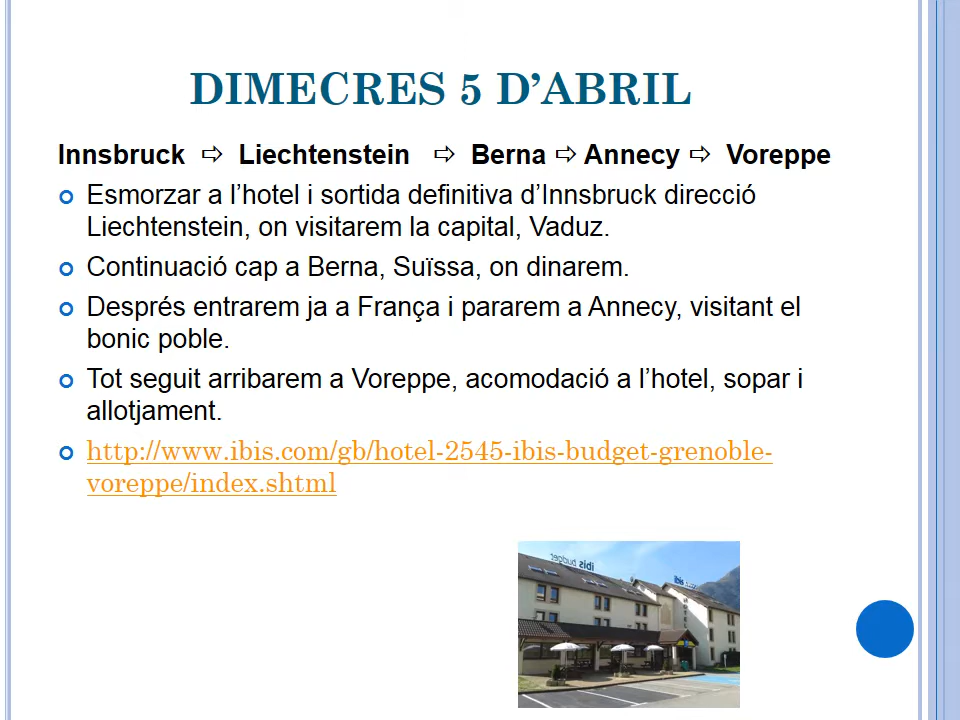 DIMECRES 5 D’ABRIL
Innsbruck ⇨ Liechtenstein ⇨ Berna ⇨ Annecy ⇨ Voreppe
Esmorzar a l’hotel i sortida definitiva d’Innsbruck direcció
Liechtenstein, on visitarem la capital, Vaduz.
Continuació cap a Berna, Suïssa, on dinarem.
Després entrarem ja a França i pararem a Annecy, visitant el
bonic poble.
Tot seguit arribarem a Voreppe, acomodació a l’hotel, sopar i
allotjament.
http://www.ibis.com/gb/hotel-2545-ibis-budget-grenoble-
voreppe/index.shtml
ibis budget
ibis
HOTEL